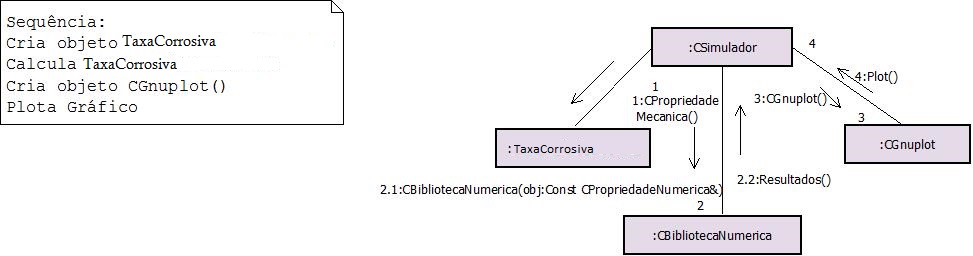 Sequência:
Cria objeto TaxaCorrosiva
Calcula TaxaCorrosiva
Cria objeto CGnuplot()
Plota Gráfico
:CSimulador
4
4:Plot()
1
1:CPropriedade
Mecanica()
3:CGnuplot()
3
:TaxaCorrosiva
:CGnuplot
2.1:CBibliotecaNumerica(obj:Const CPropriedadeNumerica&)
2.2:Resultados()
2
:CBibliotecaNumerica